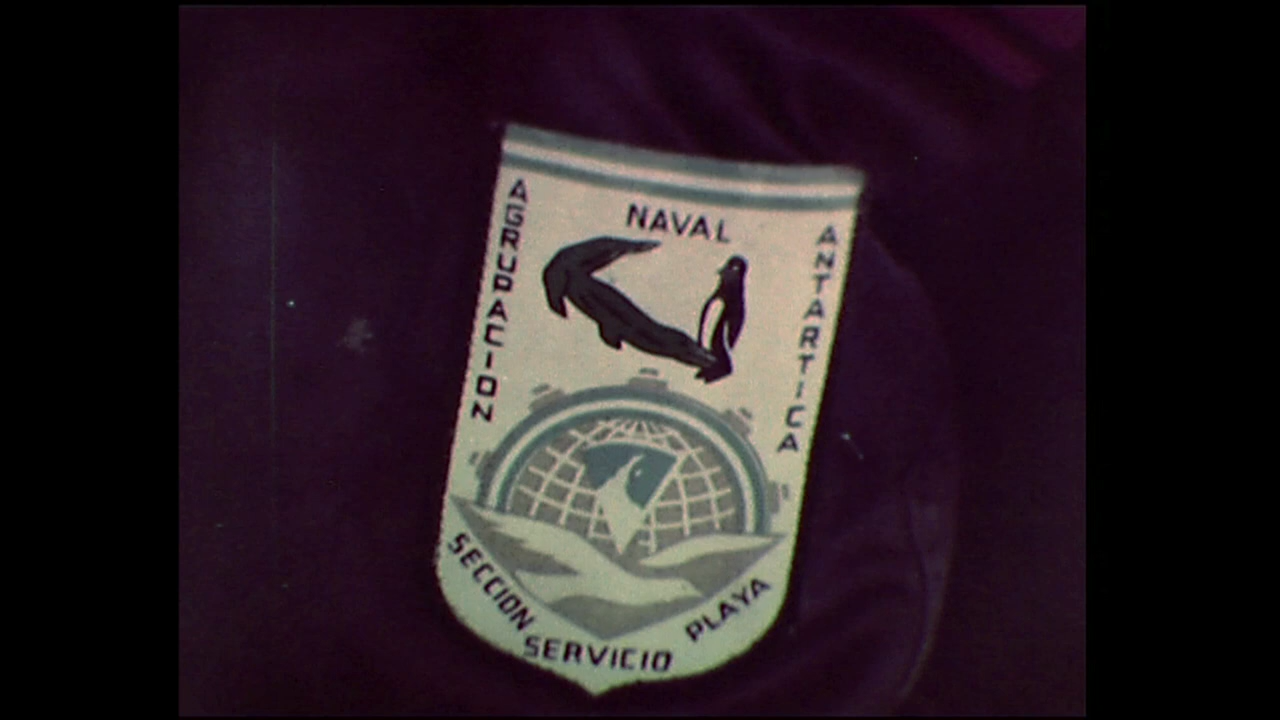 AGRUPACION
NAVAL
ANTARTICA
SECCION
SERVICIO
PLAYA